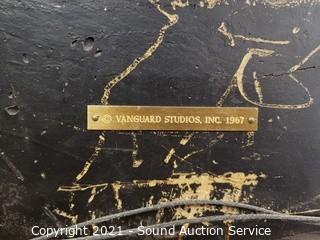 © VANGUARD STUDIOS, INC. 1967
Copyright 2021 - Sound Auction Service